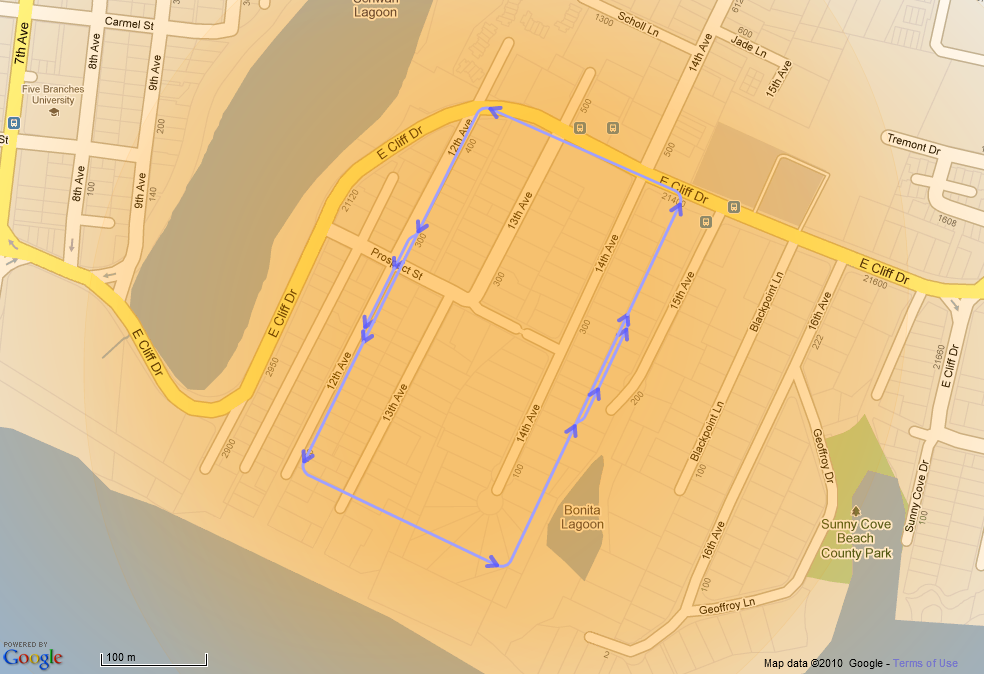 Lagoon
1300
Scholl Ln
600
Jade Ln
14th Ave
15th Ave
Carmel St
7th Ave
8th Ave
9th Ave
Five Branches
University
200
St
8th Ave
100
9th Ave
140
E Cliff Dr
12th Ave
400
500
500
E Cliff Dr
Tremont Dr
1608
21120
13th Ave
300
Prospect St
14th Ave
300
300
15th Ave
E Cliff Dr
21600
Blackpoint Ln
16th Ave
222
E Cliff Dr
E Cliff Dr
2950
12th Ave
13th Ave
14th Ave
200
100
2900
Blackpoint Ln
100
Geoffroy Dr
21660
E Cliff Dr
Bonita
Lagoon
Sunny Cove
Beach
County Park
Sunny Cove Dr
100
16th Ave
100
Geoffroy Ln
2
POWERED BY
Google
100 m
Map data ©2010 Google - Terms of Use